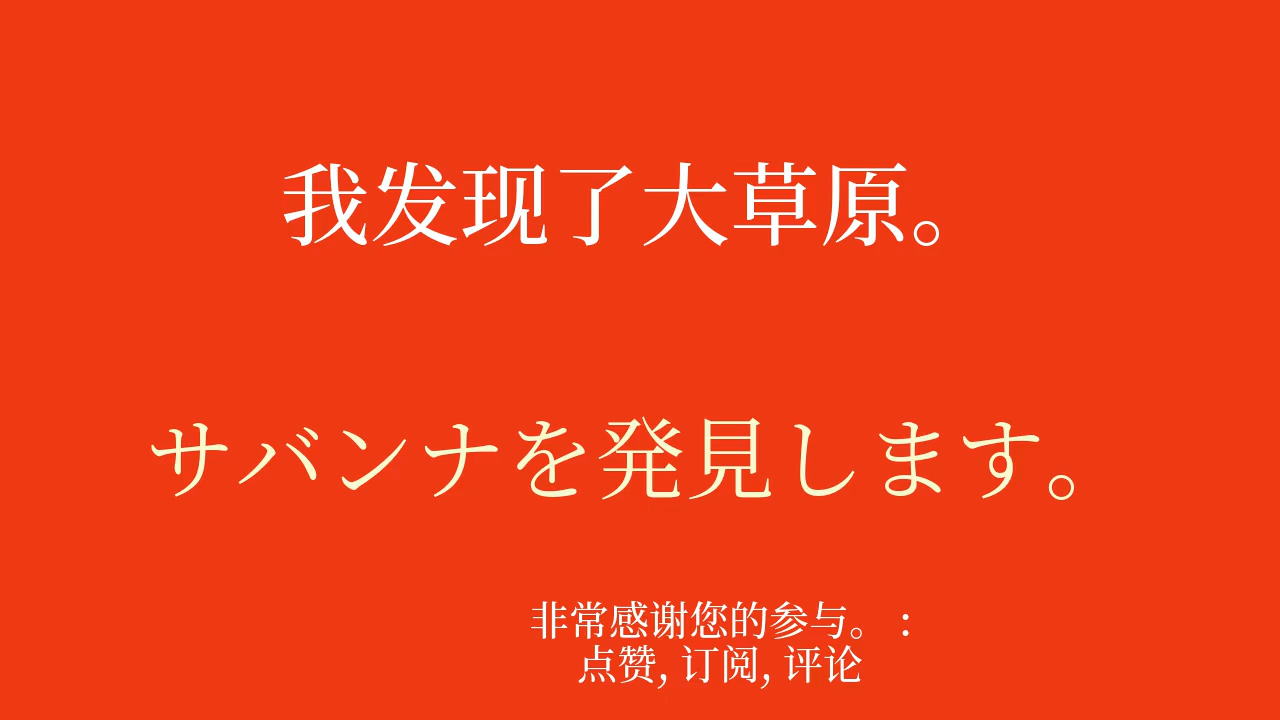 我发现了大草原。
サバンナを発見します。
非常感谢您的参与。 :
点赞, 订阅, 评论